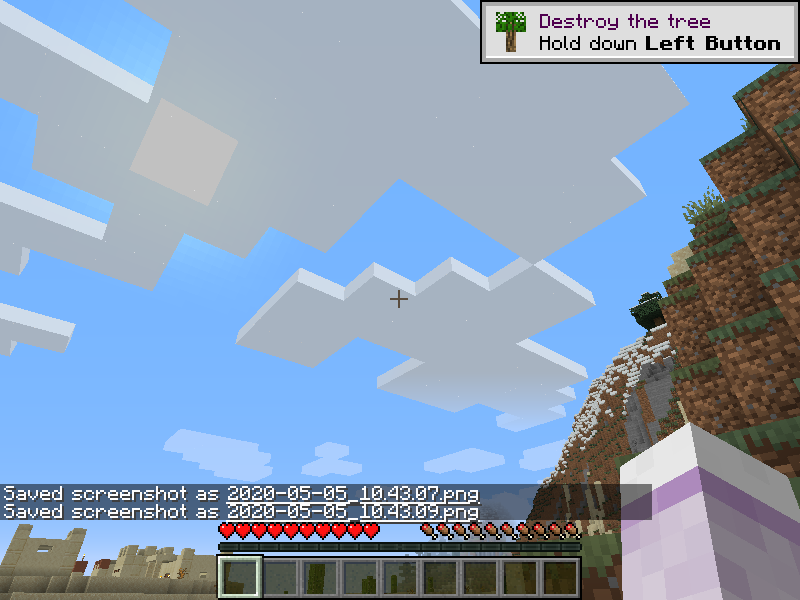 Destroy the tree
Hold down Left Button
Saved screenshot as 2020-05-05_10.43.07.png
Saved screenshot as 2020-05-05_10.43.09.png